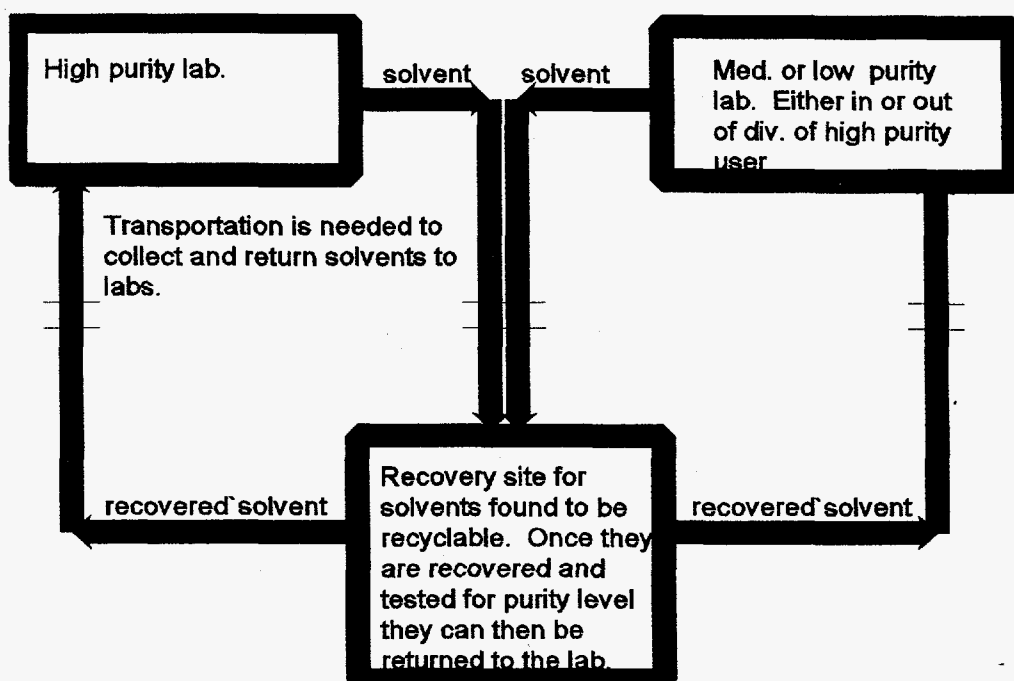 High purity lab.
solvent
solvent
Med. or low purity
lab. Either in or out
of div. of high purity
user
Transportation is needed to
collect and return solvents to
labs.
recovered`solvent
Recovery site for
solvents found to be
recyclable. Once they
are recovered and
tested for purity level
they can then be
returned to the lab.
recovered`solvent